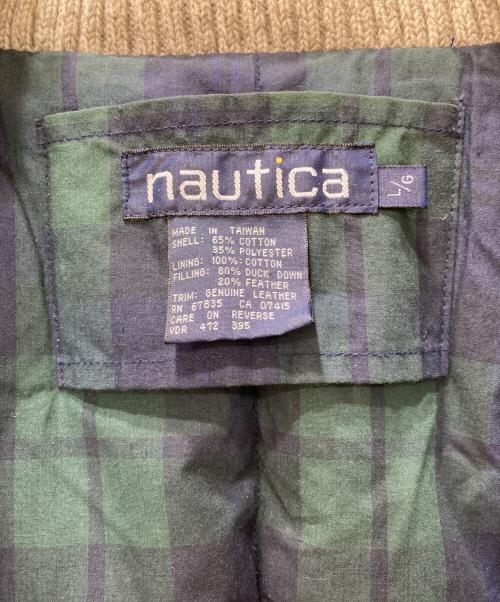 nautica
L/G
MADE IN TAIWAN
SHELL: 65% COTTON
35% POLYESTER
LINING: 100% COTTON
FILLING: 80% DUCK DOWN
20% FEATHER
TRIM: GENUINE LEATHER
RN 67835 CA 07415
CARE ON REVERSE
VDR 472 395